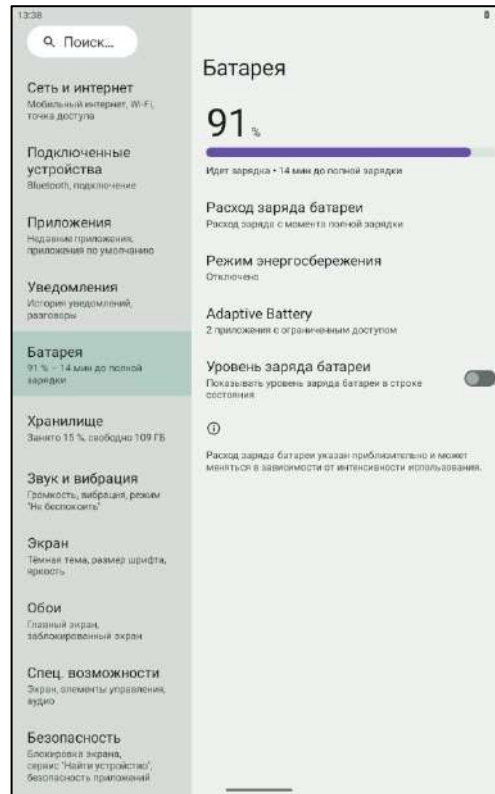 13:38
Поиск...
Сеть и интернет
Мобильный интернет, Wi-Fi,
точка доступа
Подключенные
устройства
Bluetooth, подключение
Приложения
Недавние приложения,
приложения по умолчанию
Уведомления
История уведомлений,
разговоры
Батарея
91 % – 14 мин до полной
зарядки
Хранилище
Занято 15 %, свободно 109 ГБ
Звук и вибрация
Громкость, вибрация, режим
"Не беспокоить"
Экран
Тёмная тема, размер шрифта,
яркость
Обои
Главный экран,
заблокированный экран
Спец. возможности
Экран, элементы управления,
аудио
Безопасность
Блокировка экрана,
сервис "Найти устройство",
безопасность приложений
Батарея
91 %
Идет зарядка • 14 мин до полной зарядки
Расход заряда батареи
Расход заряда с момента полной зарядки
Режим энергосбережения
Отключено
Adaptive Battery
2 приложения с ограниченным доступом
Уровень заряда батареи
Показывать уровень заряда батареи в строке
состояния
Расход заряда батареи указан приблизительно и может
меняться в зависимости от интенсивности использования.